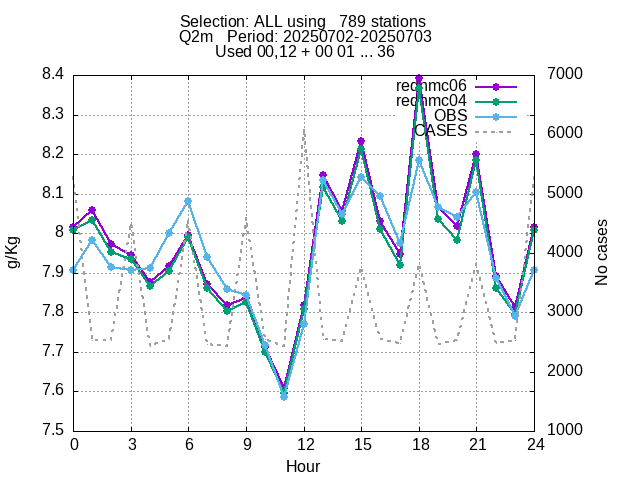 Selection: ALL using   789 stations
Q2m   Period: 20250702-20250703
Used 00,12 + 00 01 ... 36
8.4
8.3
8.2
8.1
8
7.9
7.8
7.7
7.6
7.5
g/Kg
7000
6000
5000
4000
3000
2000
1000
No cases
OBS
CASES
0 3 6 9 12 15 18 21 24
Hour